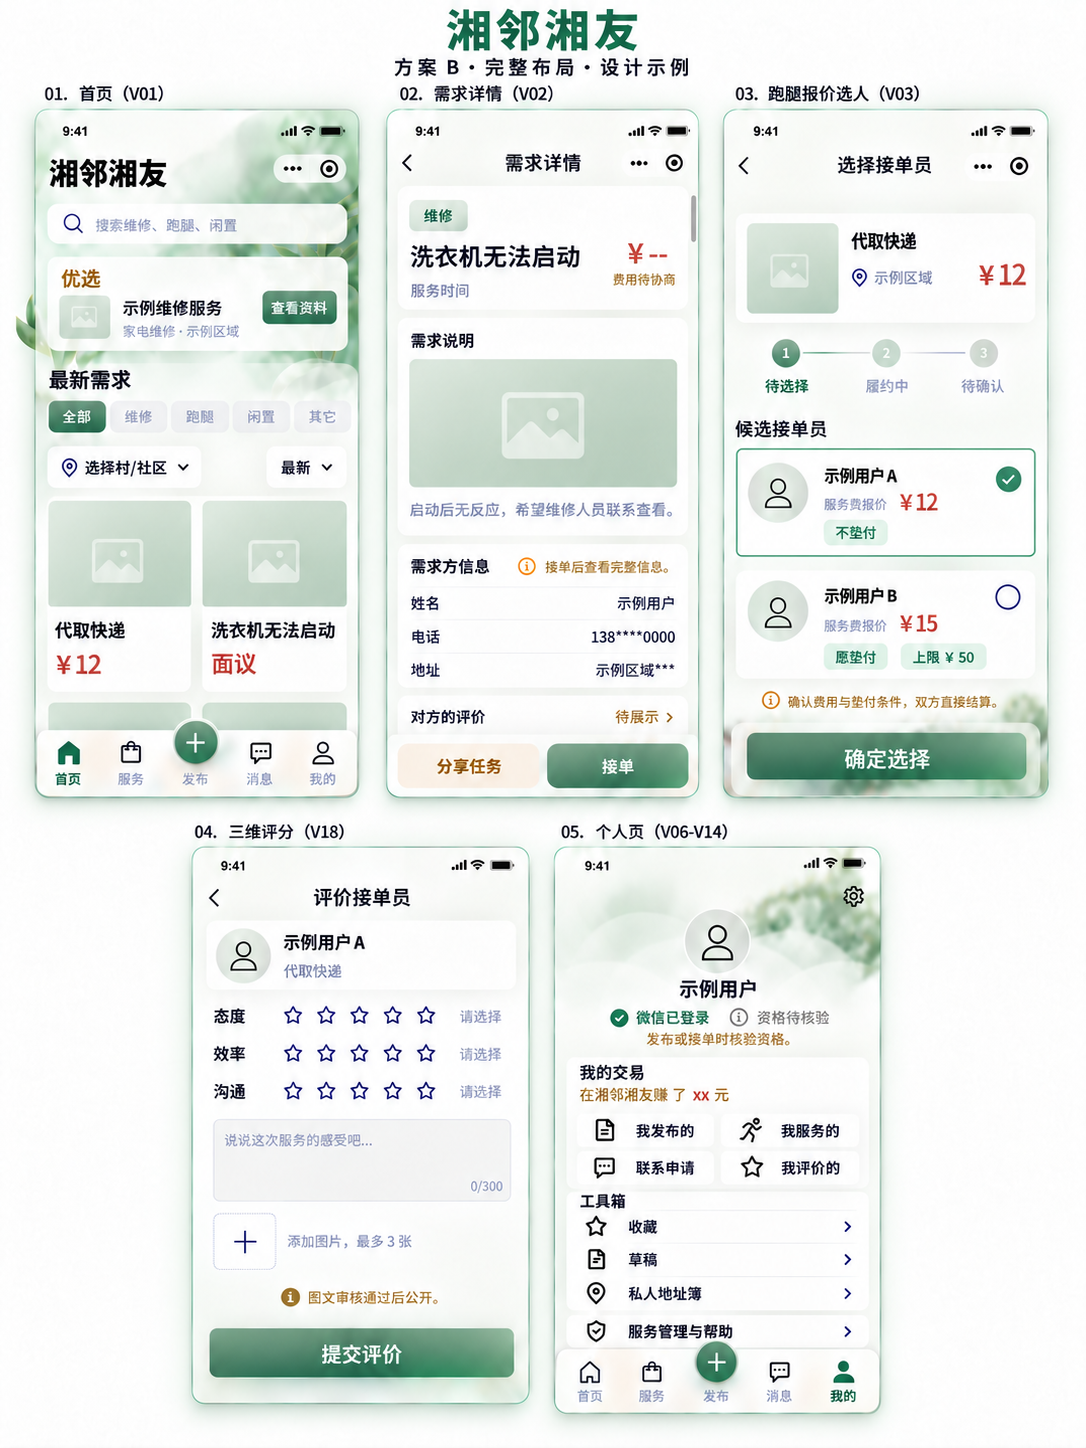 湘邻湘友
方案 B · 完整布局 · 设计示例
01. 首页（V01）
9:41
湘邻湘友
搜索维修、跑腿、闲置
优选
示例维修服务
家电维修 · 示例区域
查看资料
最新需求
全部 维修 跑腿 闲置 其它
选择村/社区 最新
代取快递
¥12
洗衣机无法启动
面议
首页 服务 发布 消息 我的
02. 需求详情（V02）
9:41
需求详情
维修
洗衣机无法启动
¥--
服务时间
费用待协商
需求说明
启动后无反应，希望维修人员联系查看。
需求方信息 接单后查看完整信息。
姓名 示例用户
电话 138****0000
地址 示例区域***
对方的评价 待展示
分享任务 接单
03. 跑腿报价选人（V03）
9:41
选择接单员
代取快递
示例区域
¥12
1 2 3
待选择 履约中 待确认
候选接单员
示例用户A
服务费报价 ¥12
不垫付
示例用户B
服务费报价 ¥15
愿垫付 上限 ¥ 50
确认费用与垫付条件，双方直接结算。
确定选择
04. 三维评分（V18）
9:41
评价接单员
示例用户A
代取快递
态度 请选择
效率 请选择
沟通 请选择
说说这次服务的感受吧...
0/300
添加图片，最多 3 张
图文审核通过后公开。
提交评价
05. 个人页（V06-V14）
9:41
示例用户
微信已登录 资格待核验
发布或接单时核验资格。
我的交易
在湘邻湘友赚 了 xx 元
我发布的 我服务的
联系申请 我评价的
工具箱
收藏
草稿
私人地址簿
服务管理与帮助
首页 服务 发布 消息 我的